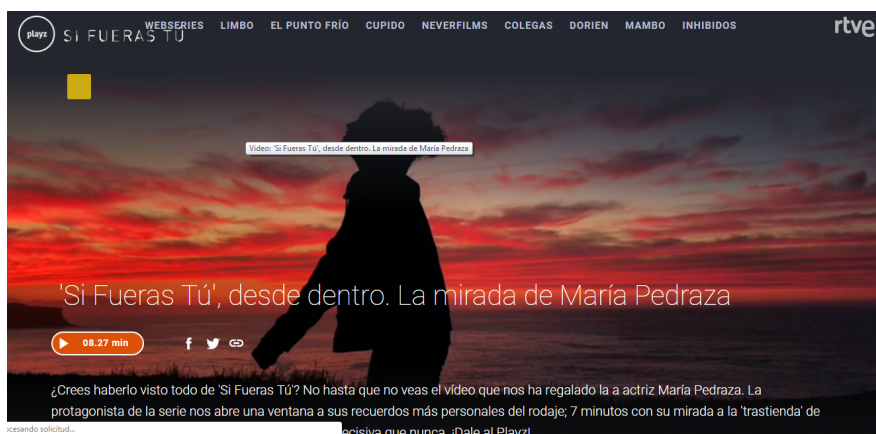 playz
SI FUERAS TÚ
WEBSERIES LIMBO EL PUNTO FRÍO CUPIDO NEVERFILMS COLEGAS DORIEN MAMBO INHIBIDOS
rtve
Video: 'Si Fueras Tú', desde dentro. La mirada de María Pedraza
'Si Fueras Tú', desde dentro. La mirada de María Pedraza
08.27 min
¿Crees haberlo visto todo de 'Si Fueras Tú'? No hasta que no veas el vídeo que nos ha regalado la a actriz María Pedraza. La
protagonista de la serie nos abre una ventana a sus recuerdos más personales del rodaje; 7 minutos con su mirada a la 'trastienda' de
ocesando solicitud... ecisiva que nunca. ¡Dale al Playz!